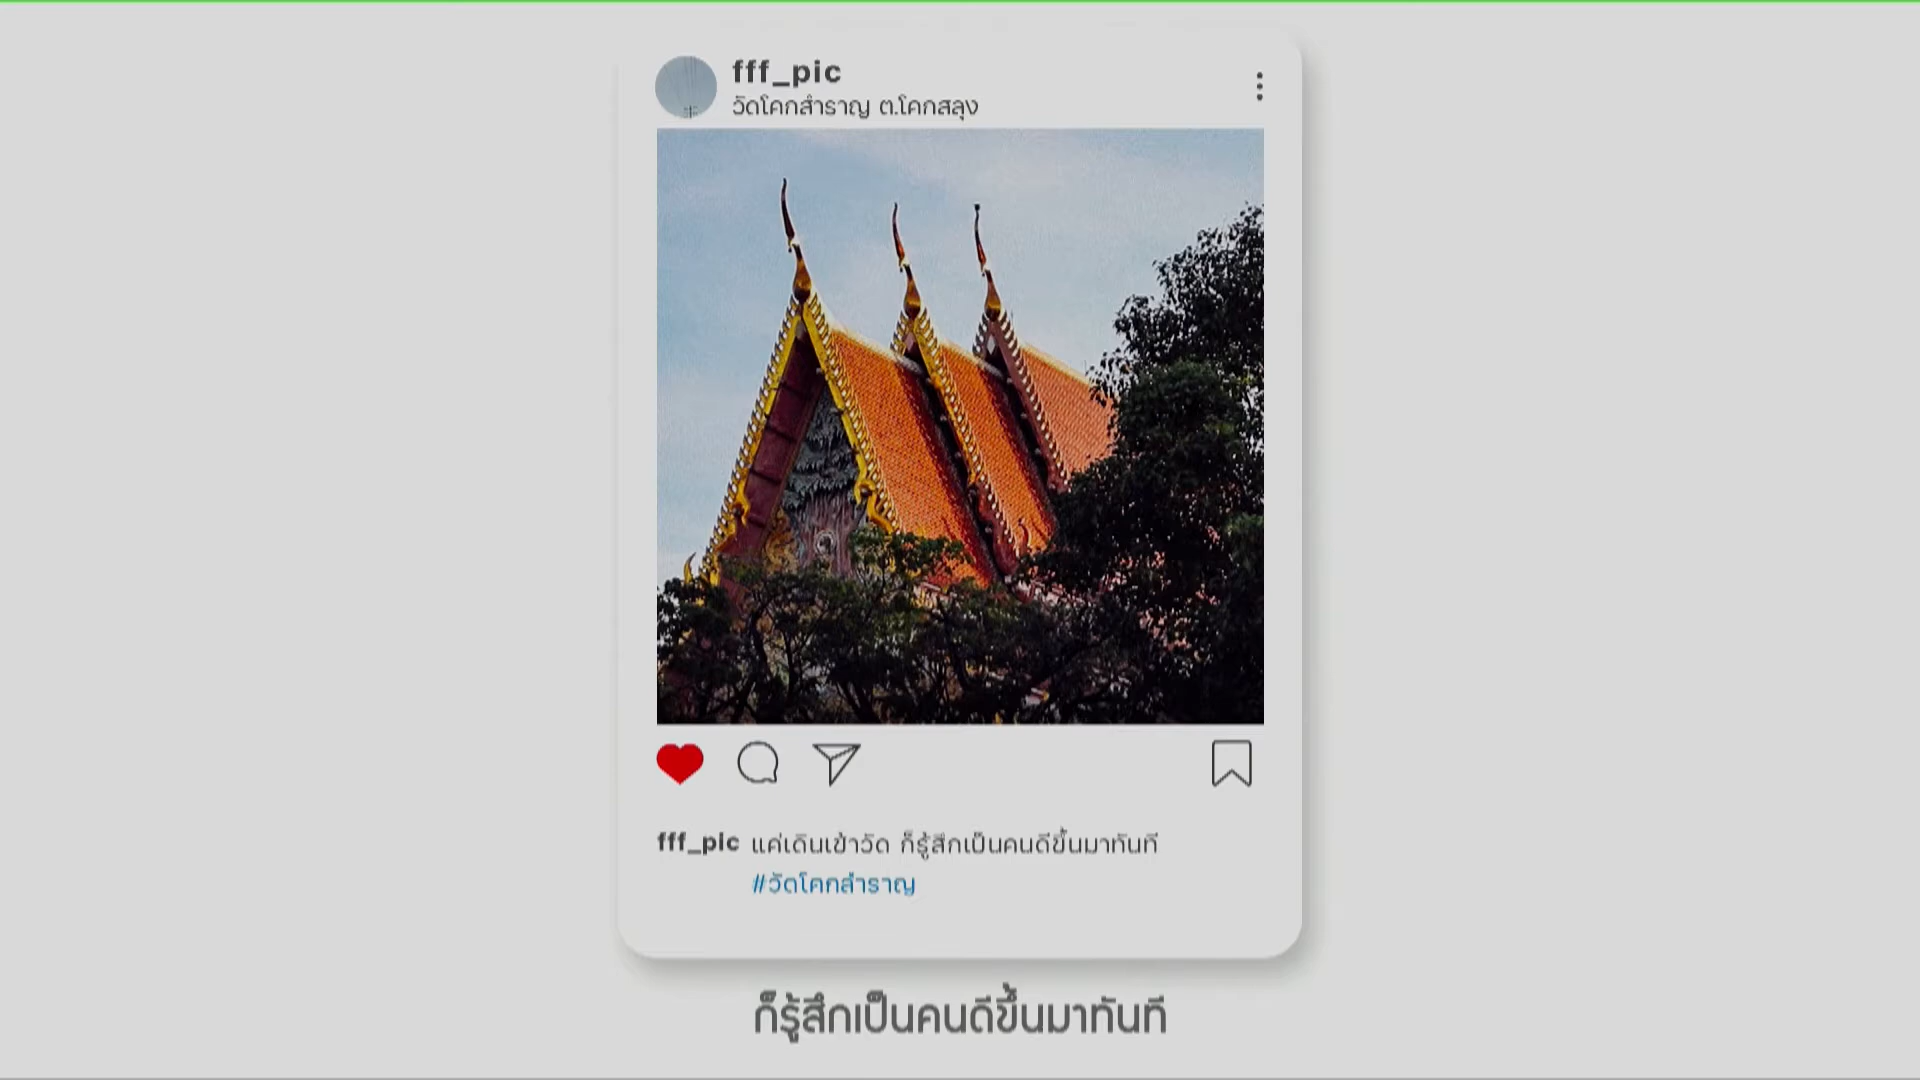 fff_pic
วัดโคกสำราญ ต.โคกสลุง
fff_pic แค่เดินเข้าวัด ก็รู้สึกเป็นคนดีขึ้นมาทันที
#วัดโคกสำราญ
ก็รู้สึกเป็นคนดีขึ้นมาทันที